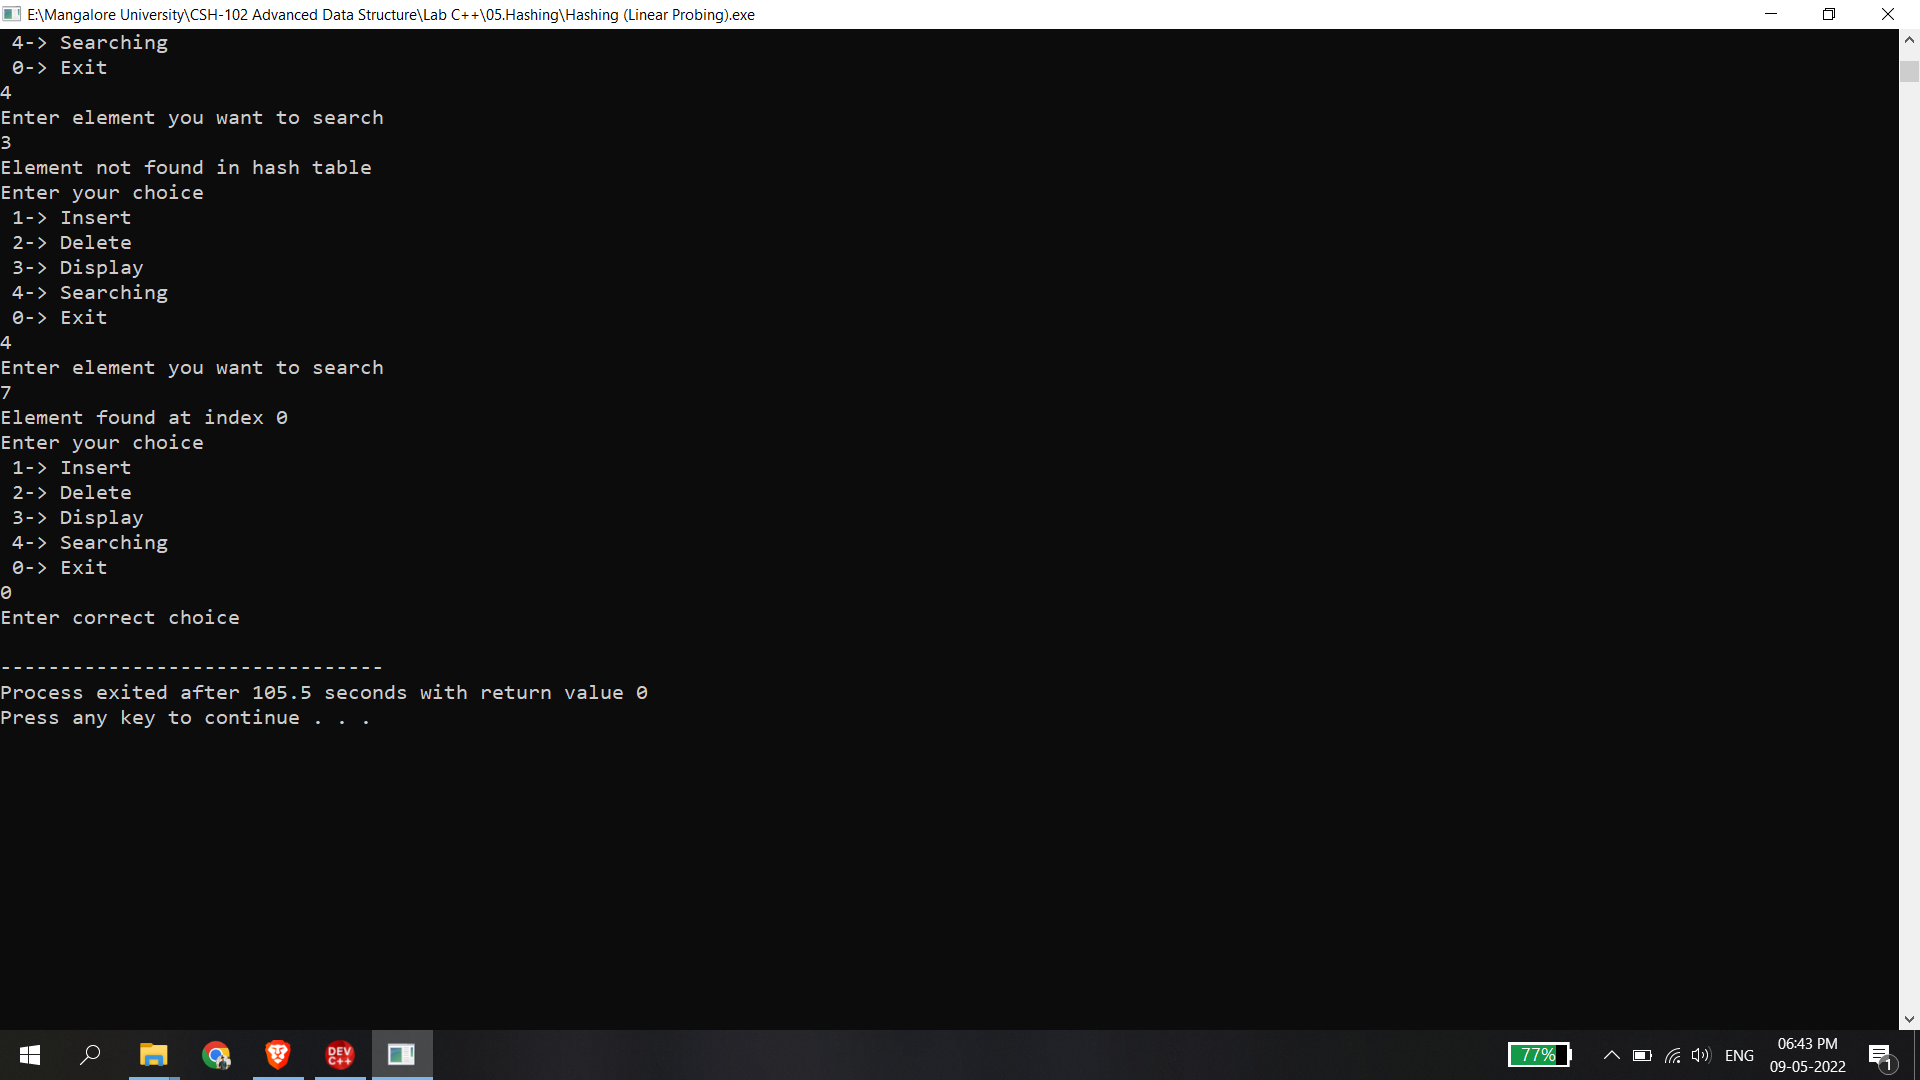 E:\Mangalore University\CSH-102 Advanced Data Structure\Lab C++\05.Hashing\Hashing (Linear Probing).exe
4-> Searching
0-> Exit
4
Enter element you want to search
3
Element not found in hash table
Enter your choice
1-> Insert
2-> Delete
3-> Display
4-> Searching
0-> Exit
4
Enter element you want to search
7
Element found at index 0
Enter your choice
1-> Insert
2-> Delete
3-> Display
4-> Searching
0-> Exit
0
Enter correct choice
--------------------------------
Process exited after 105.5 seconds with return value 0
Press any key to continue . . .
DEV
C++
77%
ENG
06:43 PM
09-05-2022
1